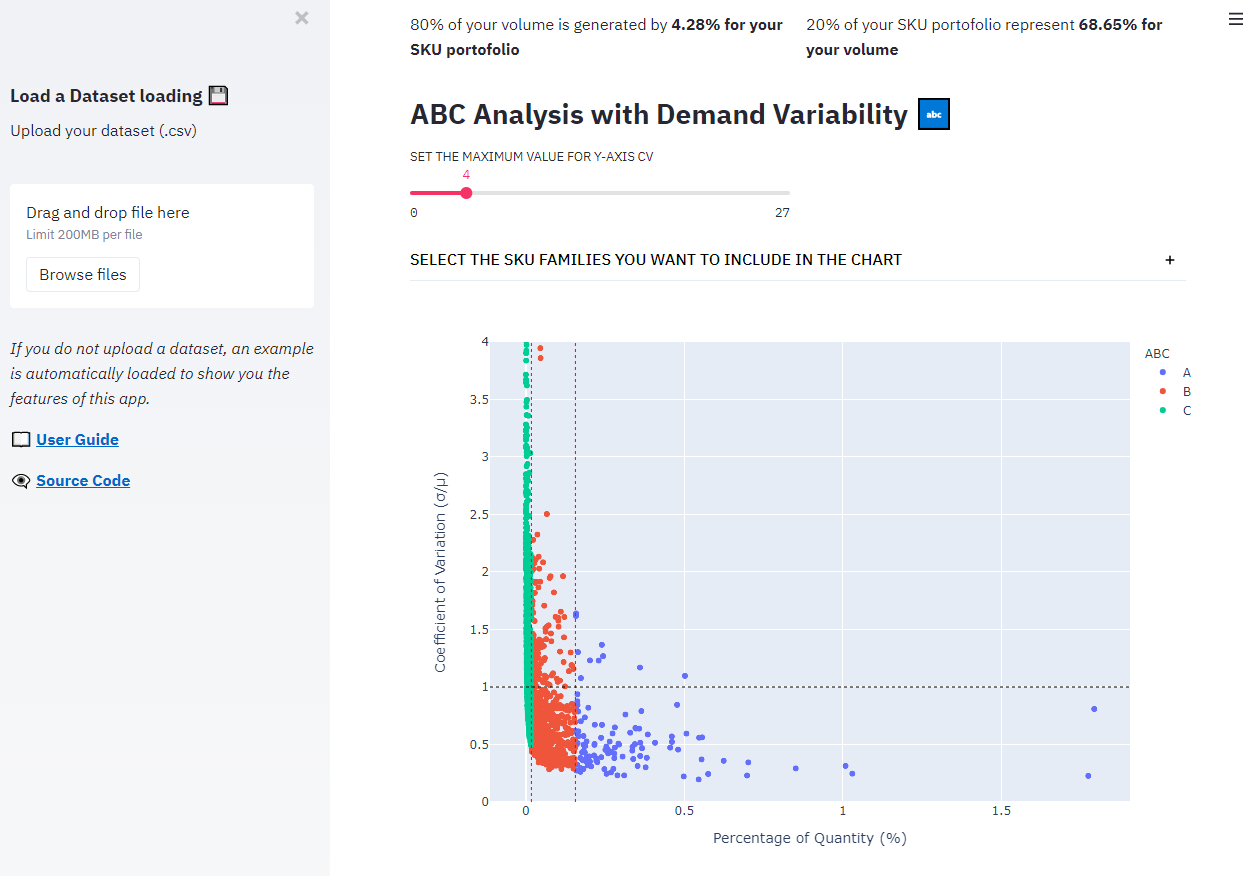 ×
Load a Dataset loading 💾
Upload your dataset (.csv)
Drag and drop file here
Limit 200MB per file
Browse files
If you do not upload a dataset, an example
is automatically loaded to show you the
features of this app.
📖 User Guide
👁️‍🗨️ Source Code
80% of your volume is generated by 4.28% for your
SKU portofolio
20% of your SKU portofolio represent 68.65% for
your volume
ABC Analysis with Demand Variability abc
SET THE MAXIMUM VALUE FOR Y-AXIS CV
4
0 27
SELECT THE SKU FAMILIES YOU WANT TO INCLUDE IN THE CHART +
4
3.5
3
2.5
2
1.5
1
0.5
0
Coefficient of Variation (σ/μ)
0 0.5 1 1.5
Percentage of Quantity (%)
ABC
A
B
C